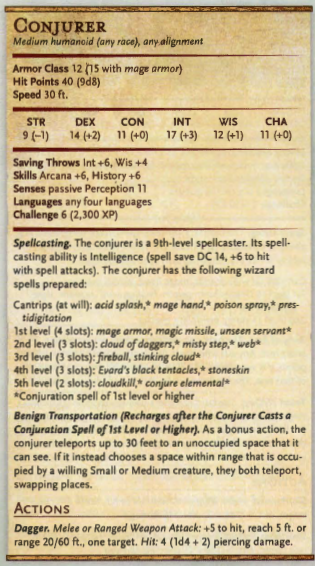 CONJURER
Medium humanoid (any race), any alignment
Armor Class 12 (15 with mage armor)
Hit Points 40 (9d8)
Speed 30 ft.
STR DEX CON INT WIS CHA
9 (–1) 14 (+2) 11 (+0) 17 (+3) 12 (+1) 11 (+0)
Saving Throws Int +6, Wis +4
Skills Arcana +6, History +6
Senses passive Perception 11
Languages any four languages
Challenge 6 (2,300 XP)
Spellcasting. The conjurer is a 9th-level spellcaster. Its spell-
casting ability is Intelligence (spell save DC 14, +6 to hit
with spell attacks). The conjurer has the following wizard
spells prepared:
Cantrips (at will): acid splash,* mage hand,* poison spray,* pres-
tidigitation
1st level (4 slots): mage armor, magic missile, unseen servant*
2nd level (3 slots): cloud of daggers,* misty step,* web*
3rd level (3 slots): fireball, stinking cloud*
4th level (3 slots): Evard's black tentacles,* stoneskin
5th level (2 slots): cloudkill,* conjure elemental*
*Conjuration spell of 1st level or higher
Benign Transportation (Recharges after the Conjurer Casts a
Conjuration Spell of 1st Level or Higher). As a bonus action, the
conjurer teleports up to 30 feet to an unoccupied space that it
can see. If it instead chooses a space within range that is occu-
pied by a willing Small or Medium creature, they both teleport,
swapping places.
ACTIONS
Dagger. Melee or Ranged Weapon Attack: +5 to hit, reach 5 ft. or
range 20/60 ft., one target. Hit: 4 (1d4 + 2) piercing damage.